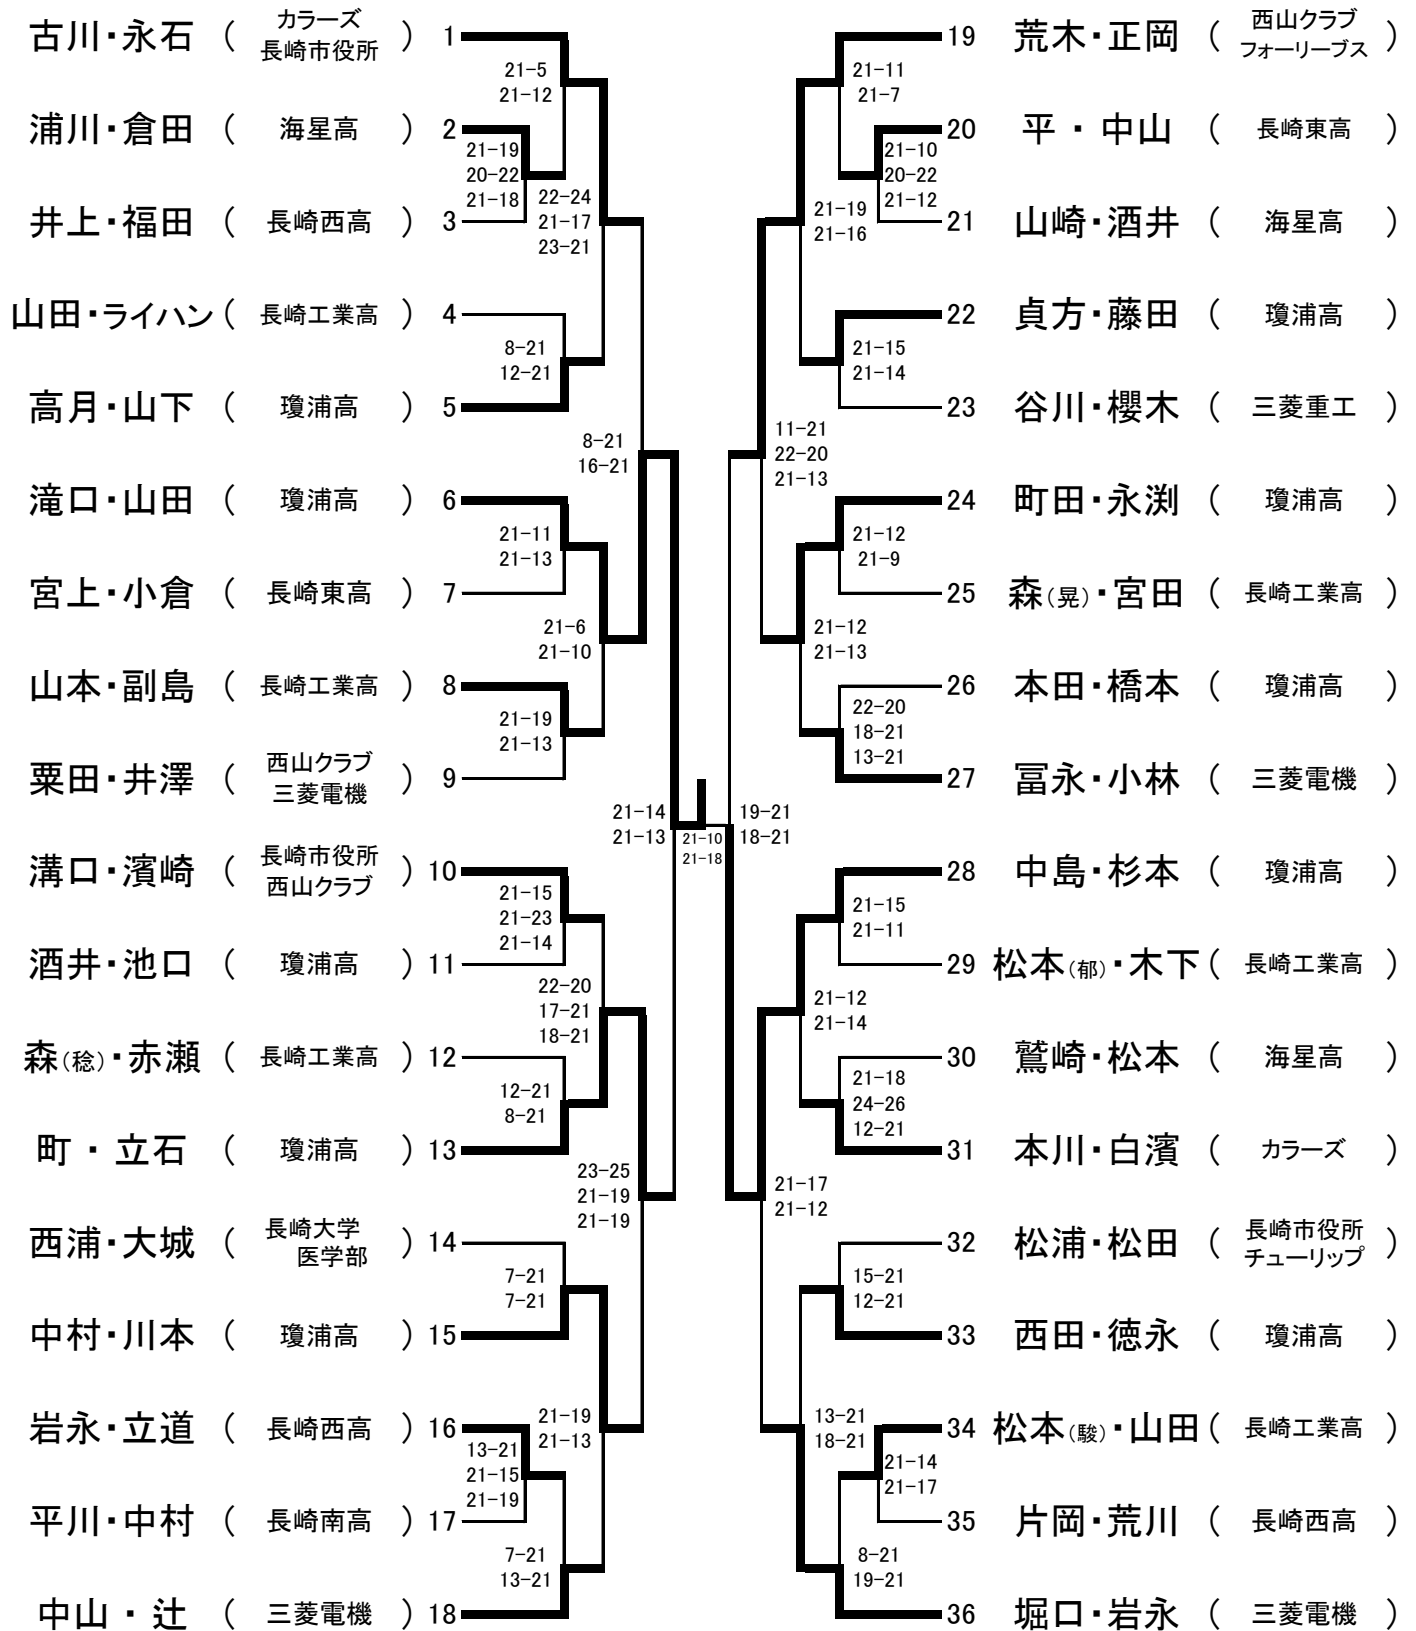 古川・永石 ( カラーズ 長崎市役所 ) 1
21-5
21-12
浦川・倉田 ( 海星高 ) 2
21-19
20-22
21-18
井上・福田 ( 長崎西高 ) 3
22-24
21-17
23-21
山田・ライハン ( 長崎工業高 ) 4
8-21
12-21
高月・山下 ( 瓊浦高 ) 5
8-21
16-21
滝口・山田 ( 瓊浦高 ) 6
21-11
21-13
宮上・小倉 ( 長崎東高 ) 7
21-6
21-10
山本・副島 ( 長崎工業高 ) 8
21-19
21-13
粟田・井澤 ( 西山クラブ 三菱電機 ) 9
21-14
21-13
21-10
21-18
溝口・濱崎 ( 長崎市役所 西山クラブ ) 10
21-15
21-23
21-14
酒井・池口 ( 瓊浦高 ) 11
22-20
17-21
18-21
森(稔)・赤瀬 ( 長崎工業高 ) 12
12-21
8-21
町・立石 ( 瓊浦高 ) 13
23-25
21-19
21-19
西浦・大城 ( 長崎大学 医学部 ) 14
7-21
7-21
中村・川本 ( 瓊浦高 ) 15
岩永・立道 ( 長崎西高 ) 16
21-19
21-13
13-21
21-15
21-19
平川・中村 ( 長崎南高 ) 17
7-21
13-21
中山・辻 ( 三菱電機 ) 18
19 荒木・正岡 ( 西山クラブ フォーリーブス )
21-11
21-7
20 平・中山 ( 長崎東高 )
21-10
20-22
21-12
21 山崎・酒井 ( 海星高 )
21-19
21-16
22 貞方・藤田 ( 瓊浦高 )
21-15
21-14
23 谷川・櫻木 ( 三菱重工 )
11-21
22-20
21-13
24 町田・永渕 ( 瓊浦高 )
21-12
21-9
25 森(晃)・宮田 ( 長崎工業高 )
21-12
21-13
26 本田・橋本 ( 瓊浦高 )
22-20
18-21
13-21
27 冨永・小林 ( 三菱電機 )
19-21
18-21
28 中島・杉本 ( 瓊浦高 )
21-15
21-11
29 松本(郁)・木下 ( 長崎工業高 )
21-12
21-14
30 鷲崎・松本 ( 海星高 )
21-18
24-26
12-21
31 本川・白濱 ( カラーズ )
21-17
21-12
32 松浦・松田 ( 長崎市役所 チューリップ )
15-21
12-21
33 西田・徳永 ( 瓊浦高 )
13-21
18-21
34 松本(駿)・山田 ( 長崎工業高 )
21-14
21-17
35 片岡・荒川 ( 長崎西高 )
8-21
19-21
36 堀口・岩永 ( 三菱電機 )